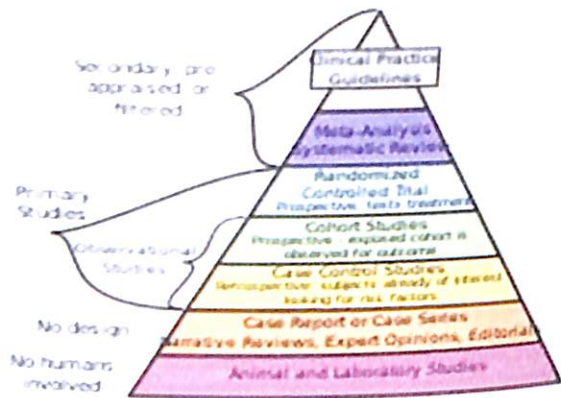 Secondary, pre
appraised, or
filtered
Clinical Practice
Guidelines
Meta-Analysis
Systematic Review
Primary
Studies
Randomized
Controlled Trial
Prospective, tests treatment
Observational
Studies
Cohort Studies
Prospective - exposed cohort is
observed for outcome
Case Control Studies
Retrospective: subjects already of interest
looking for risk factors
No design
Case Report or Case Series
Narrative Reviews, Expert Opinions, Editorials
No humans
involved
Animal and Laboratory Studies